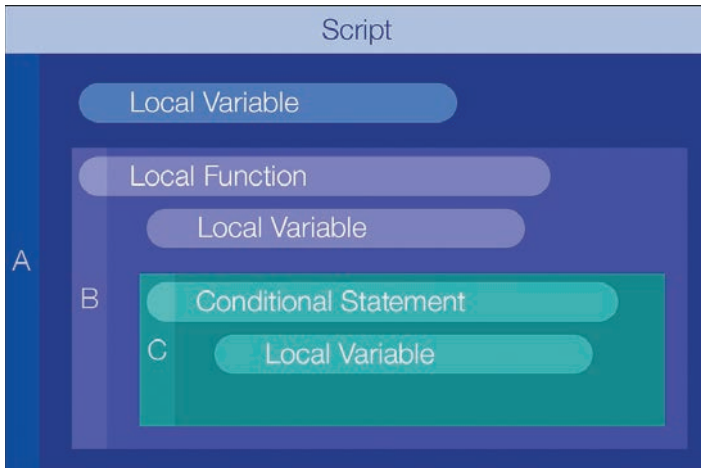 Script
Local Variable
Local Function
Local Variable
A
B
Conditional Statement
C
Local Variable